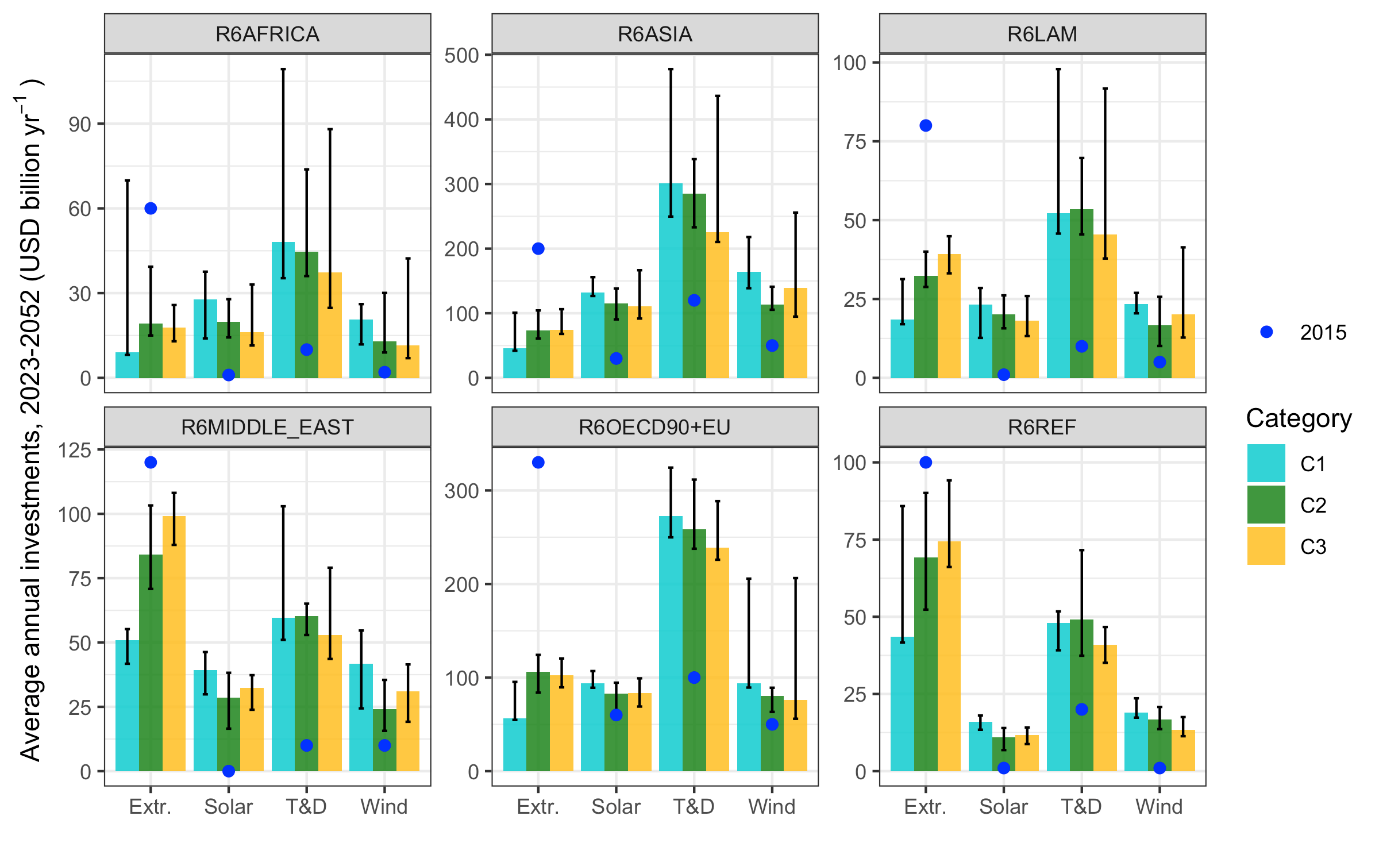 Average annual investments, 2023-2052 (USD billion yr⁻¹ )
R6AFRICA
R6ASIA
R6LAM
90
60
30
0
500
400
300
200
100
0
100
75
50
25
0
R6MIDDLE_EAST
R6OECD90+EU
R6REF
125
100
75
50
25
0
300
200
100
0
100
75
50
25
0
Extr. Solar T&D Wind
Extr. Solar T&D Wind
Extr. Solar T&D Wind
2015
Category
C1
C2
C3